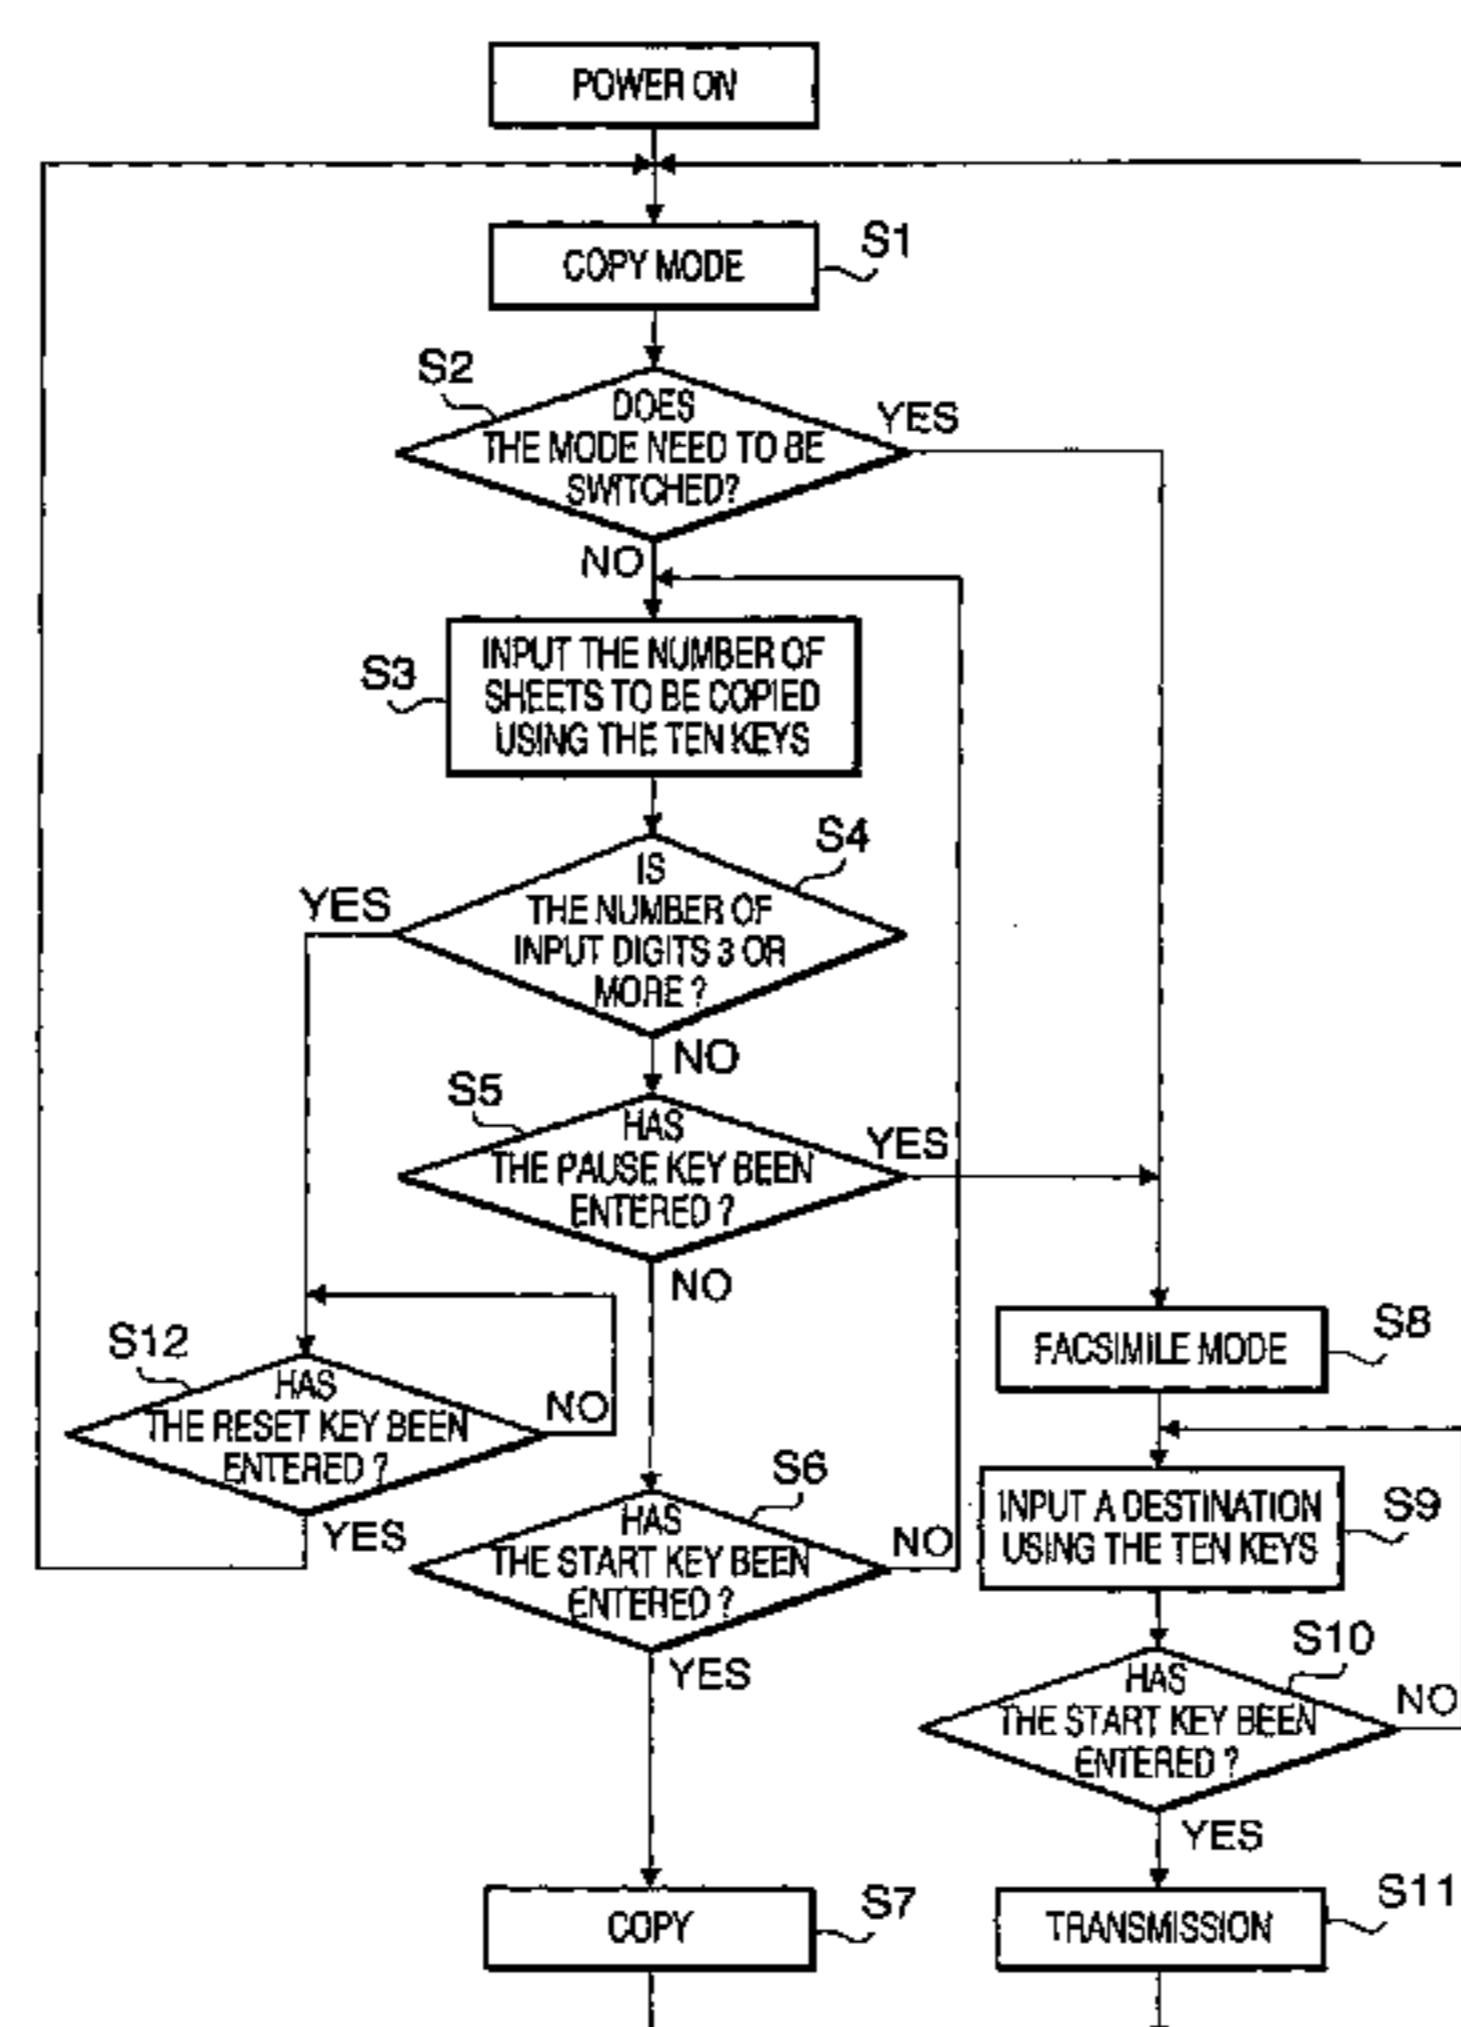 POWER ON
COPY MODE
S1
S2
DOES
THE MODE NEED TO BE
SWITCHED?
YES
NO
S3
INPUT THE NUMBER OF
SHEETS TO BE COPIED
USING THE TEN KEYS
S4
IS
THE NUMBER OF
INPUT DIGITS 3 OR
MORE ?
YES
NO
S5
HAS
THE PAUSE KEY BEEN
ENTERED ?
YES
NO
S12
HAS
THE RESET KEY BEEN
ENTERED ?
NO
YES
S6
HAS
THE START KEY BEEN
ENTERED ?
NO
YES
COPY
S7
FACSIMILE MODE
S8
INPUT A DESTINATION
USING THE TEN KEYS
S9
S10
HAS
THE START KEY BEEN
ENTERED ?
NO
YES
TRANSMISSION
S11